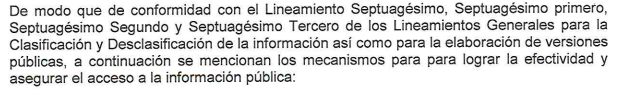 De modo que de conformidad con el Lineamiento Septuagésimo, Septuagésimo primero,
Septuagésimo Segundo y Septuagésimo Tercero de los Lineamientos Generales para la
Clasificación y Desclasificación de la información así como para la elaboración de versiones
públicas, a continuación se mencionan los mecanismos para para lograr la efectividad y
asegurar el acceso a la información pública: